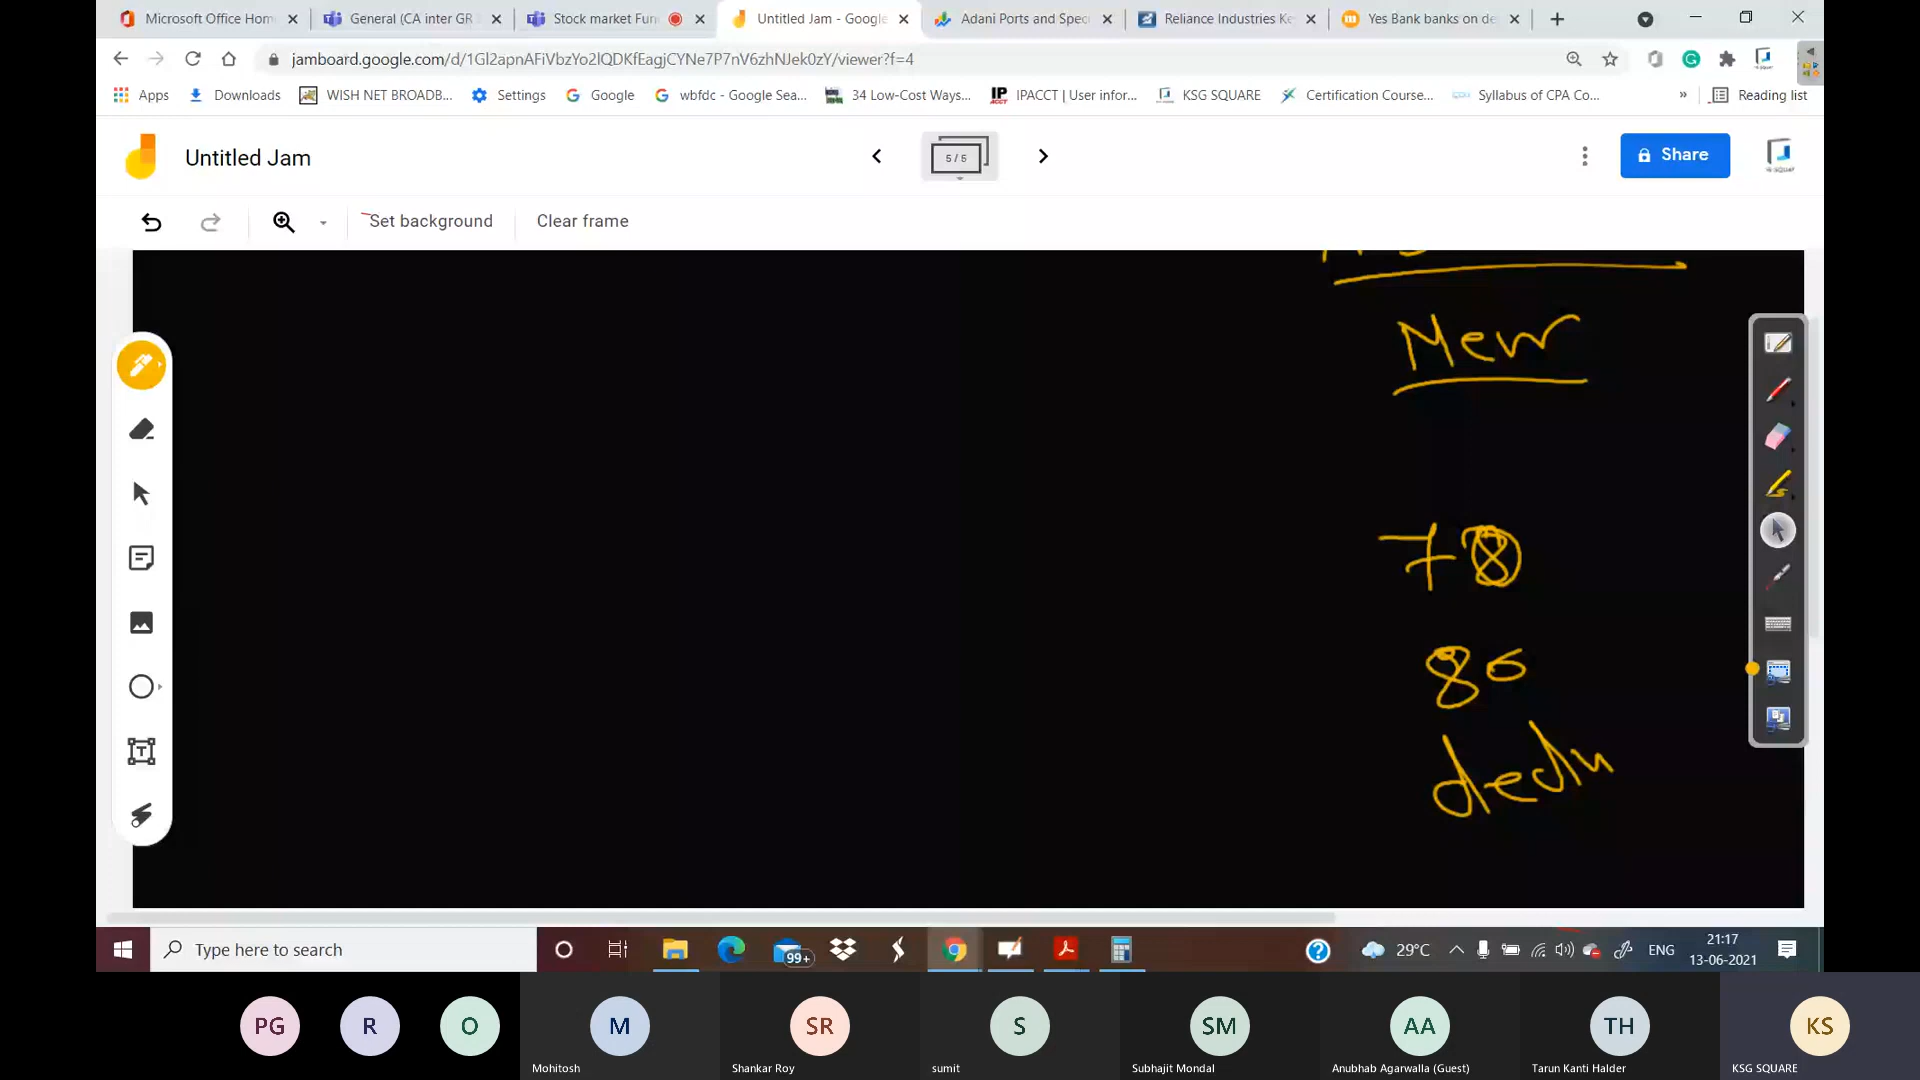 Microsoft Office Hom
General (CA inter GR
Stock market Fun
Untitled Jam - Google
Adani Ports and Spec
Reliance Industries Ke
Yes Bank banks on de
jamboard.google.com/d/1Gl2apnAFiVbzYo2lQDKfEagjCYNe7P7nV6zhNJek0zY/viewer?f=4
Apps
Downloads
WISH NET BROADB...
Settings
Google
wbfdc - Google Sea...
34 Low-Cost Ways...
IPACCT | User infor...
KSG SQUARE
Certification Course...
Syllabus of CPA Co...
»
Reading list
Untitled Jam
5 / 5
Share
Set background
Clear frame
New
78
80
Type here to search
99+
29°C
ENG
21:17
13-06-2021
PG
R
O
M
SR
S
SM
AA
TH
KS
Mohitosh
Shankar Roy
sumit
Subhajit Mondal
Anubhab Agarwalla (Guest)
Tarun Kanti Halder
KSG SQUARE